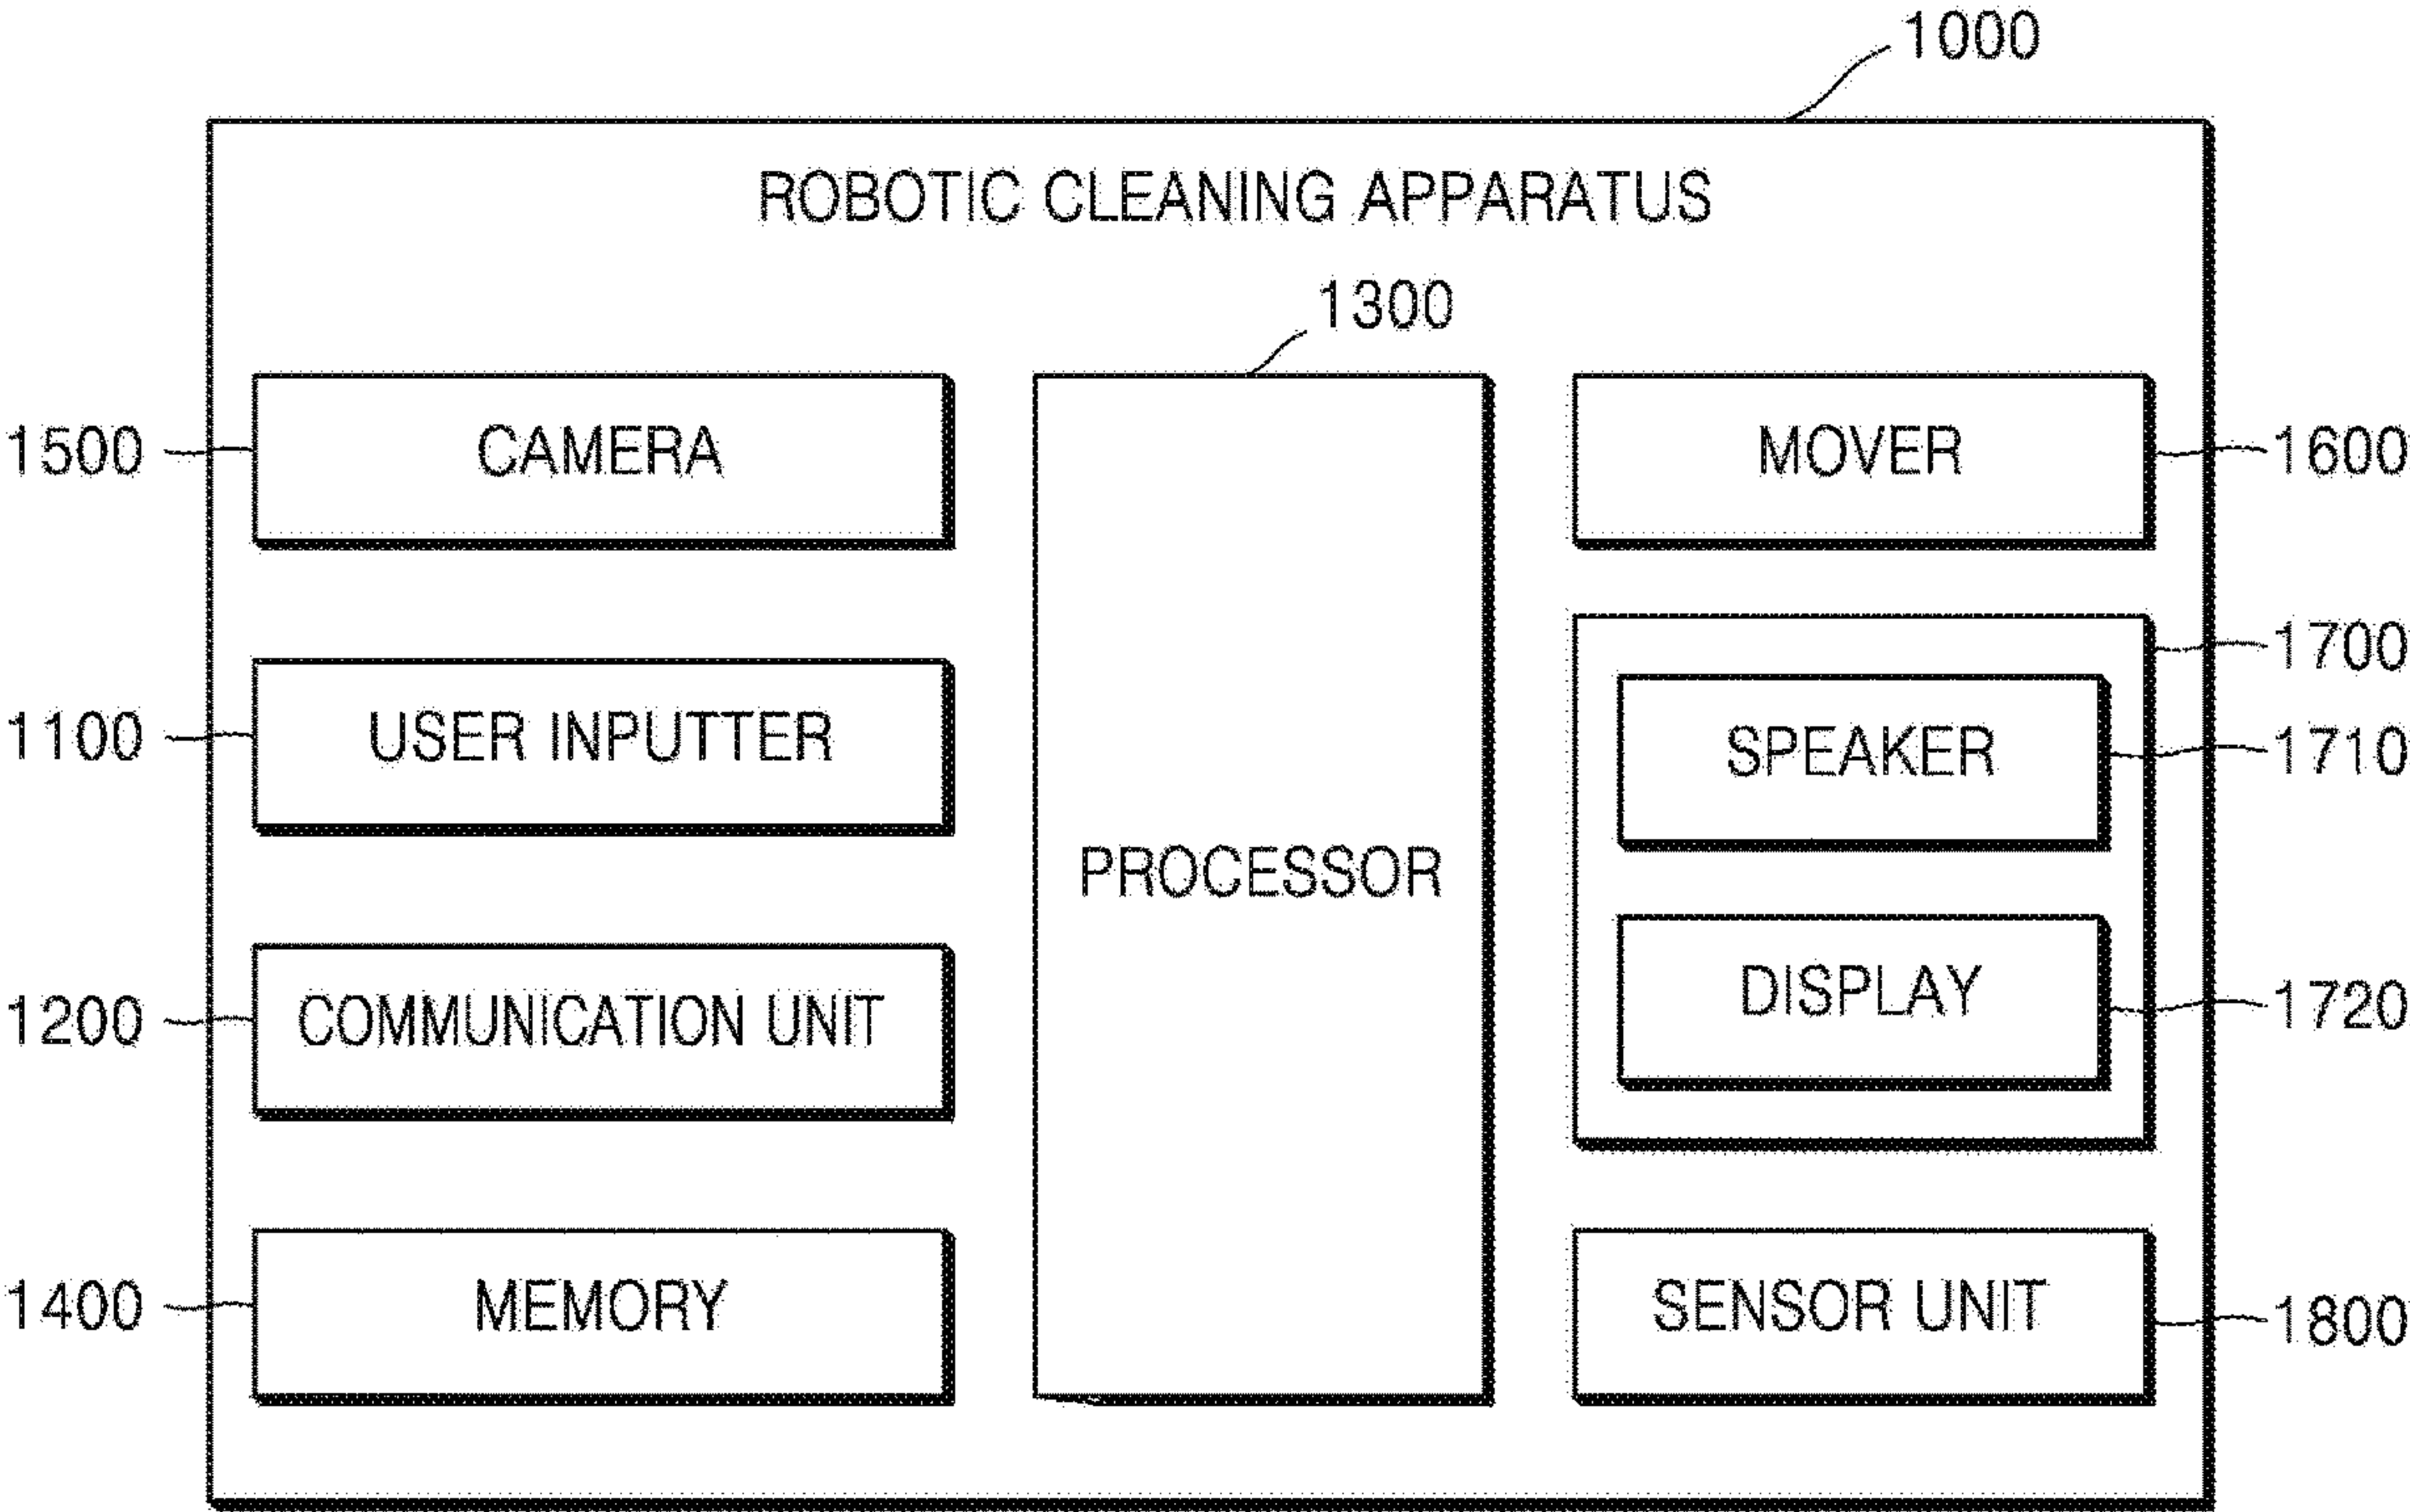 1000
ROBOTIC CLEANING APPARATUS
1300
1500 CAMERA
MOVER 1600
1700
1100 USER INPUTTER
SPEAKER 1710
PROCESSOR
1200 COMMUNICATION UNIT
DISPLAY 1720
1400 MEMORY
SENSOR UNIT 1800